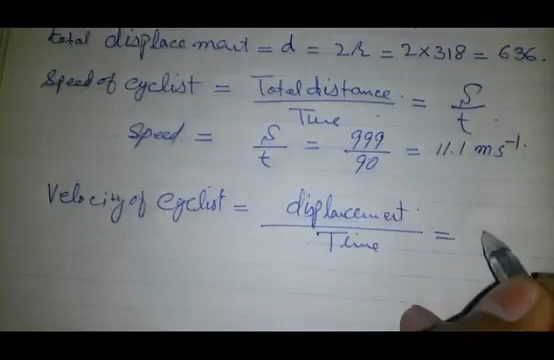 total displacement = d = 2r = 2×318 = 636.
Speed of cyclist = Total distance / Time = S / t
Speed = S / t = 999 / 90 = 11.1 ms⁻¹.
Velocity of cyclist = displacement / Time =